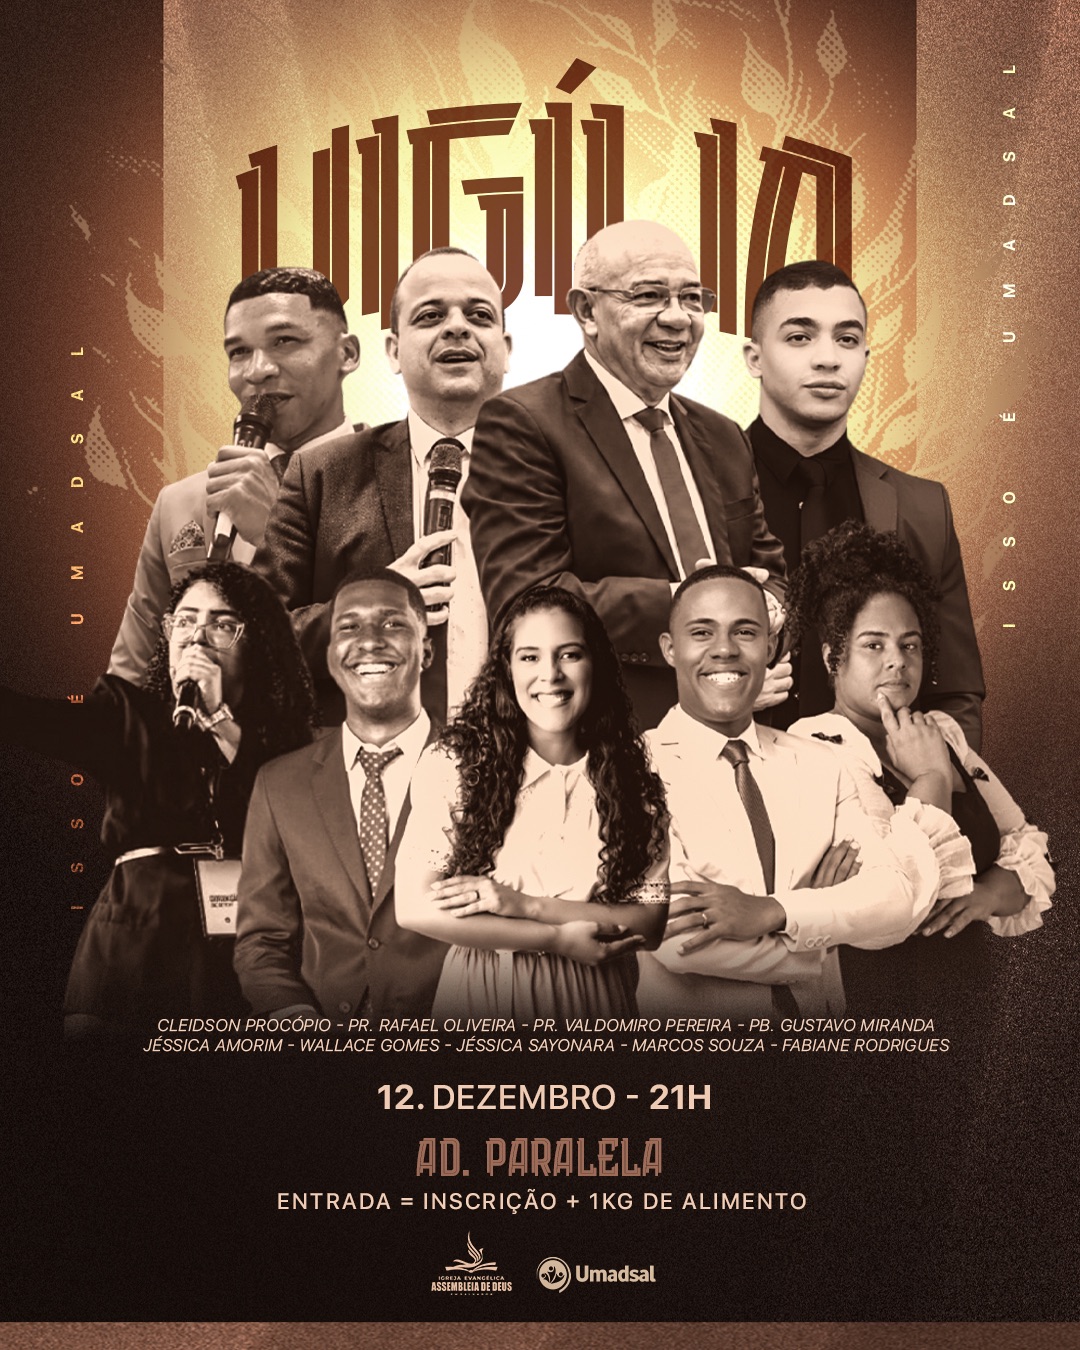 VIGÍLIA
ISSO É UMADSAL
ISSO É UMADSAL
CLEIDSON PROCÓPIO - PR. RAFAEL OLIVEIRA - PR. VALDOMIRO PEREIRA - PB. GUSTAVO MIRANDA
JÉSSICA AMORIM - WALLACE GOMES - JÉSSICA SAYONARA - MARCOS SOUZA - FABIANE RODRIGUES
12. DEZEMBRO - 21H
AD. PARALELA
ENTRADA = INSCRIÇÃO + 1KG DE ALIMENTO
IGREJA EVANGÉLICA
ASSEMBLEIA DE DEUS
Umadsal